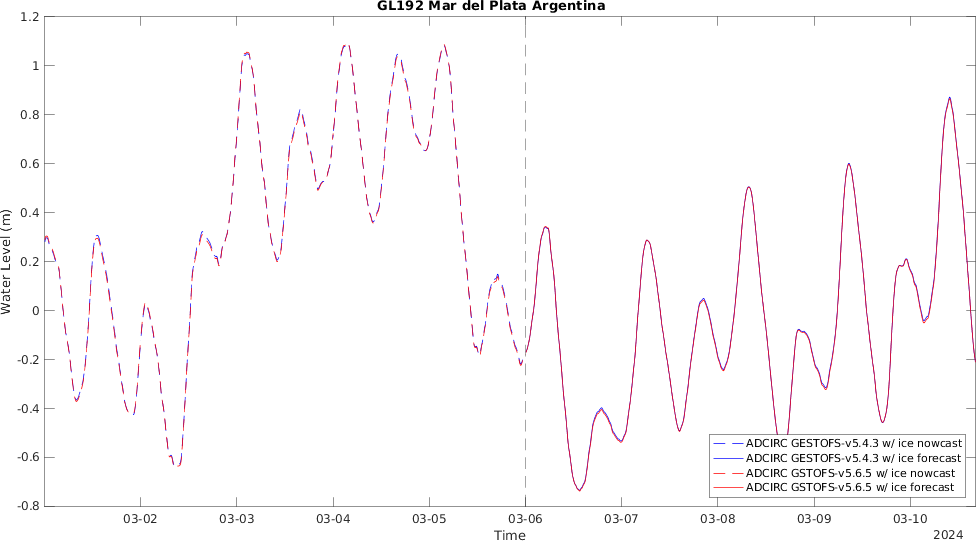 GL192 Mar del Plata Argentina
1.2
1
0.8
0.6
0.4
0.2
0
-0.2
-0.4
-0.6
-0.8
Water Level (m)
ADCIRC GESTOFS-v5.4.3 w/ ice nowcast
ADCIRC GESTOFS-v5.4.3 w/ ice forecast
ADCIRC GSTOFS-v5.6.5 w/ ice nowcast
ADCIRC GSTOFS-v5.6.5 w/ ice forecast
03-02 03-03 03-04 03-05 03-06 03-07 03-08 03-09 03-10
Time
2024